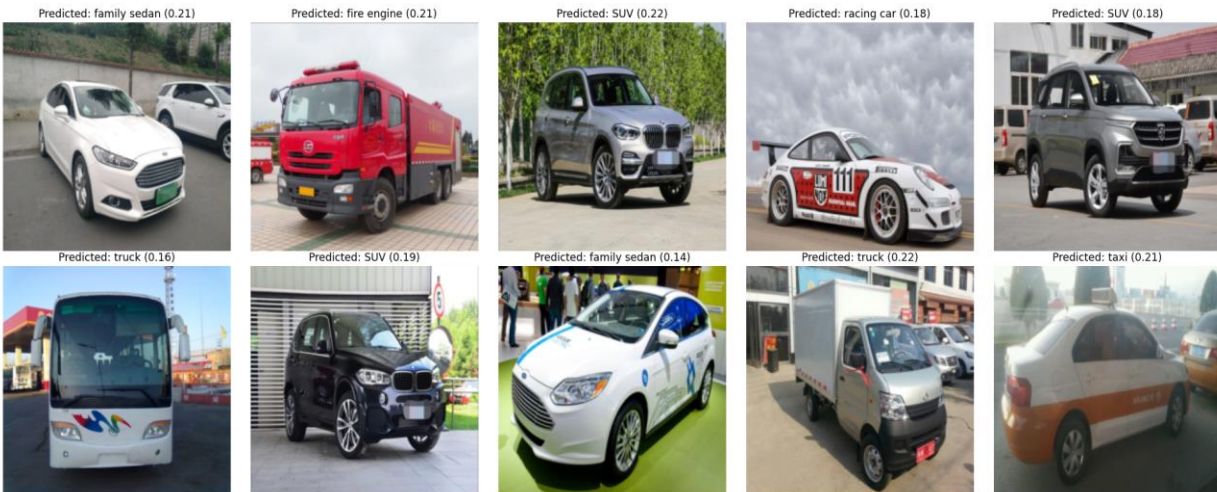 Predicted: family sedan (0.21)
Predicted: fire engine (0.21)
Predicted: SUV (0.22)
Predicted: racing car (0.18)
Predicted: SUV (0.18)
111
PIRELLI
Predicted: truck (0.16)
Predicted: SUV (0.19)
Predicted: family sedan (0.14)
Predicted: truck (0.22)
Predicted: taxi (0.21)
5